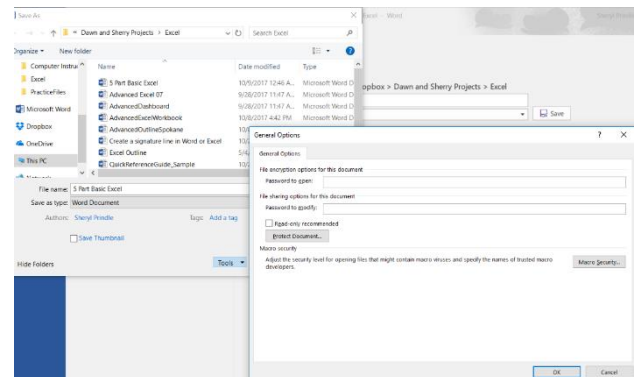 Save As
Excel - Word
Dawn and Sherry Projects > Excel
Search Excel
Organize
New folder
Computer Instru
Excel
PracticeFiles
Microsoft Word
Dropbox
OneDrive
This PC
Name
Date modified
Type
5 Part Basic Excel
10/9/2017 12:46 A...
Microsoft Word D
Advanced Excel 07
9/28/2017 11:47 A...
Microsoft Word D
AdvancedDashboard
9/28/2017 11:47 A...
Microsoft Word D
AdvancedExcelWorkbook
10/8/2017 4:42 PM
Microsoft Word D
AdvancedOutlineSpokane
Create a signature line in Word or Excel
Excel Outline
QuickReferenceGuide_Sample
File name: 5 Part Basic Excel
Save as type: Word Document
Authors: Sheryl Prindle
Tags: Add a tag
Save Thumbnail
Hide Folders
Tools
opbox > Dawn and Sherry Projects > Excel
Save
General Options
General Options
File encryption options for this document
Password to open:
File sharing options for this document
Password to modify:
Read-only recommended
Protect Document...
Macro security
Adjust the security level for opening files that might contain macro viruses and specify the names of trusted macro
developers.
Macro Security...
OK
Cancel